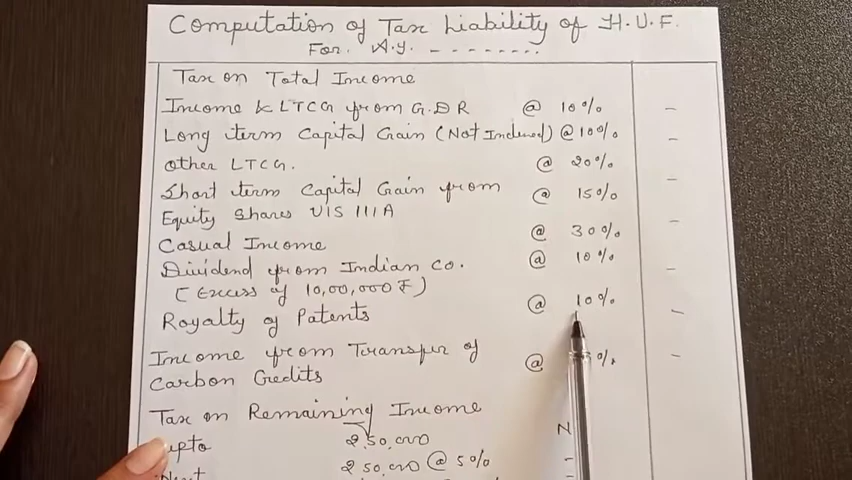 Computation of Tax Liability of H.U.F.
For. A.y. - - - - - - - -
Tax on Total Income
Income & LTCG from G.D.R @ 10% -
Long term Capital Gain (Not Indexed) @ 10% -
Other LTCG. @ 20%
Short term Capital Gain from @ 15% -
Equity Shares U/S 111A -
Casual Income @ 30%
Dividend from Indian Co. @ 10% -
(Excess of 10,00,000 ₹)
Royalty of Patents @ 10% -
Income from Transfer of
Carbon Credits @ % -
Tax on Remaining Income
upto 2,50,000 N
Next 2 50,000 @ 5% -